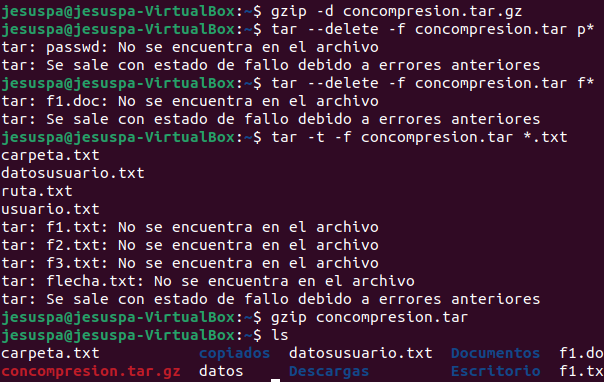 jesuspa@jesuspa-VirtualBox:~$ gzip -d concompresion.tar.gz
jesuspa@jesuspa-VirtualBox:~$ tar --delete -f concompresion.tar p*
tar: passwd: No se encuentra en el archivo
tar: Se sale con estado de fallo debido a errores anteriores
jesuspa@jesuspa-VirtualBox:~$ tar --delete -f concompresion.tar f*
tar: f1.doc: No se encuentra en el archivo
tar: Se sale con estado de fallo debido a errores anteriores
jesuspa@jesuspa-VirtualBox:~$ tar -t -f concompresion.tar *.txt
carpeta.txt
datosusuario.txt
ruta.txt
usuario.txt
tar: f1.txt: No se encuentra en el archivo
tar: f2.txt: No se encuentra en el archivo
tar: f3.txt: No se encuentra en el archivo
tar: flecha.txt: No se encuentra en el archivo
tar: Se sale con estado de fallo debido a errores anteriores
jesuspa@jesuspa-VirtualBox:~$ gzip concompresion.tar
jesuspa@jesuspa-VirtualBox:~$ ls
carpeta.txt copiados datosusuario.txt Documentos f1.do
concompresion.tar.gz datos Descargas Escritorio f1.tx